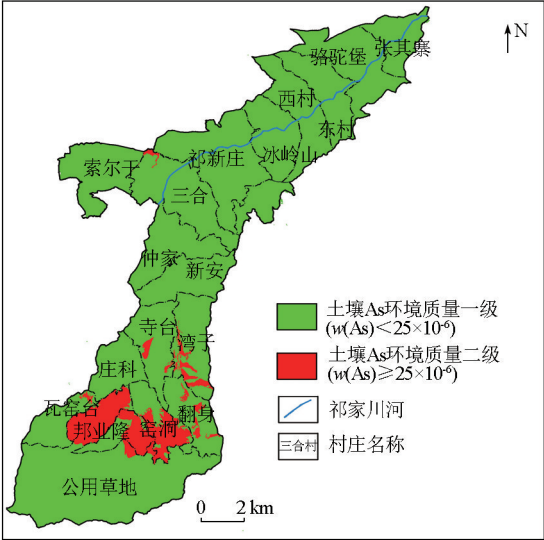 N
张其寨
骆驼堡
西村
东村
冰岭山
祁新庄
索尔干
三合
仲家
新安
寺台
湾子
庄科
瓦窑台
翻身
邦业隆
窑洞
公用草地
土壤As环境质量一级
(w(As)<25×10⁻⁶)
土壤As环境质量二级
(w(As)≥25×10⁻⁶)
祁家川河
三合村 村庄名称
0 2 km